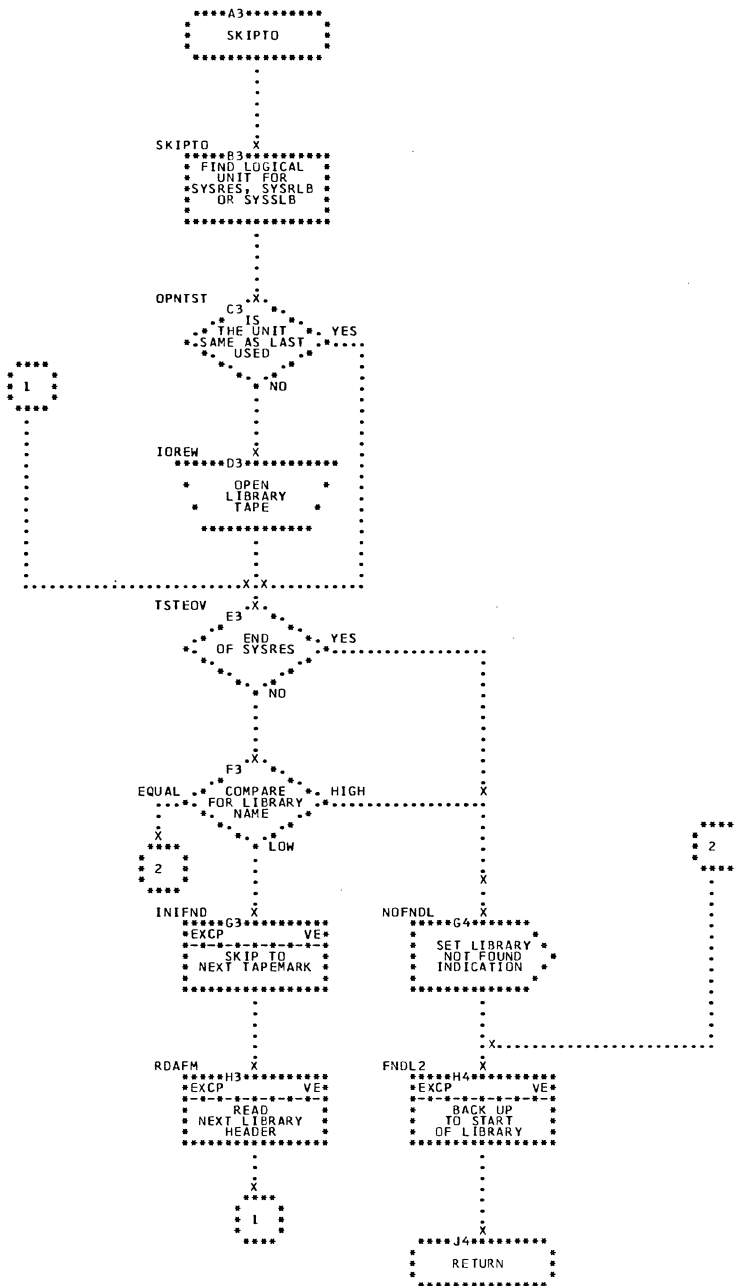 A3
SKIPTO
SKIPTO
B3
FIND LOGICAL
UNIT FOR
SYSRES, SYSRLB
OR SYSSLB
OPNTST
C3
IS
THE UNIT
SAME AS LAST
USED
YES
NO
1
IOREW
D3
OPEN
LIBRARY
TAPE
TSTEOV
E3
END
OF SYSRES
YES
NO
F3
COMPARE
FOR LIBRARY
NAME
EQUAL
HIGH
LOW
2
2
INIFND
G3
EXCP VE
SKIP TO
NEXT TAPEMARK
NOFNDL
G4
SET LIBRARY
NOT FOUND
INDICATION
RDAFM
H3
EXCP VE
READ
NEXT LIBRARY
HEADER
FNDL2
H4
EXCP VE
BACK UP
TO START
OF LIBRARY
1
J4
RETURN